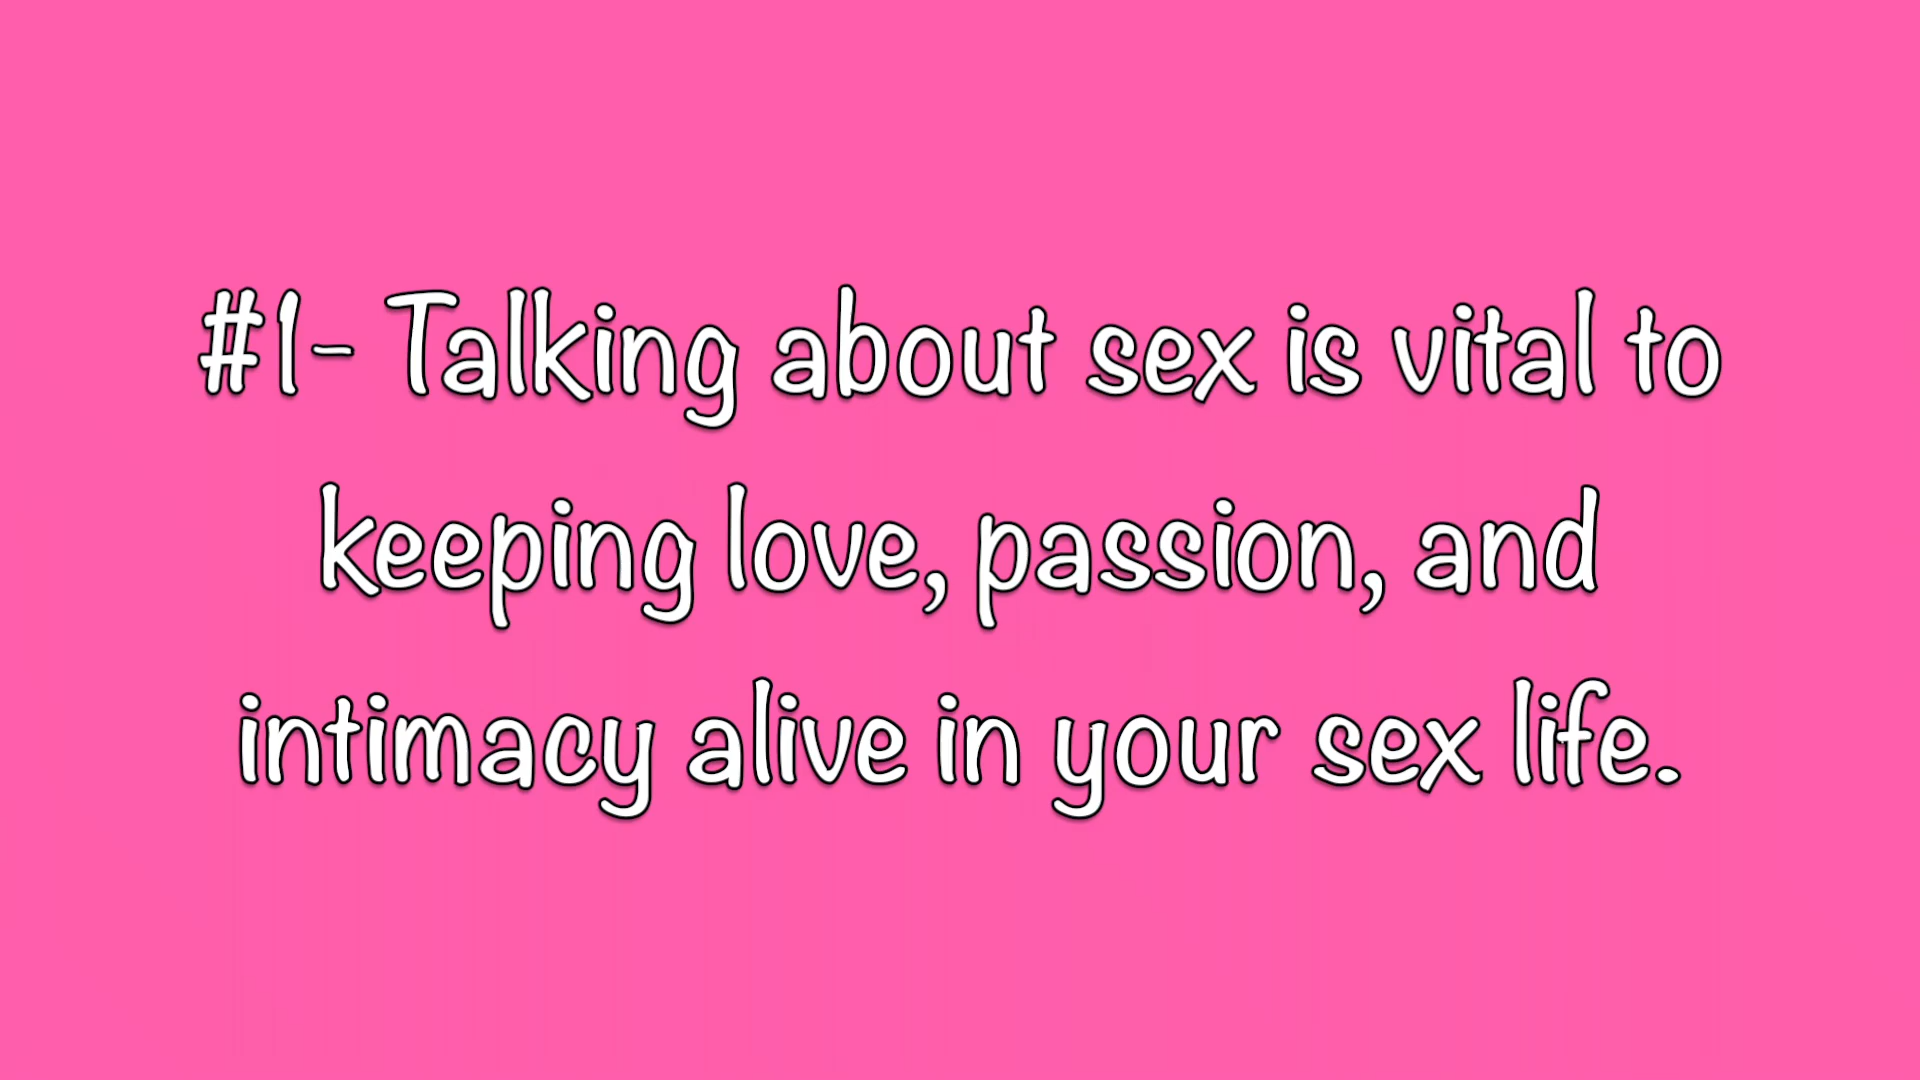 #1- Talking about sex is vital to
keeping love, passion, and
intimacy alive in your sex life.